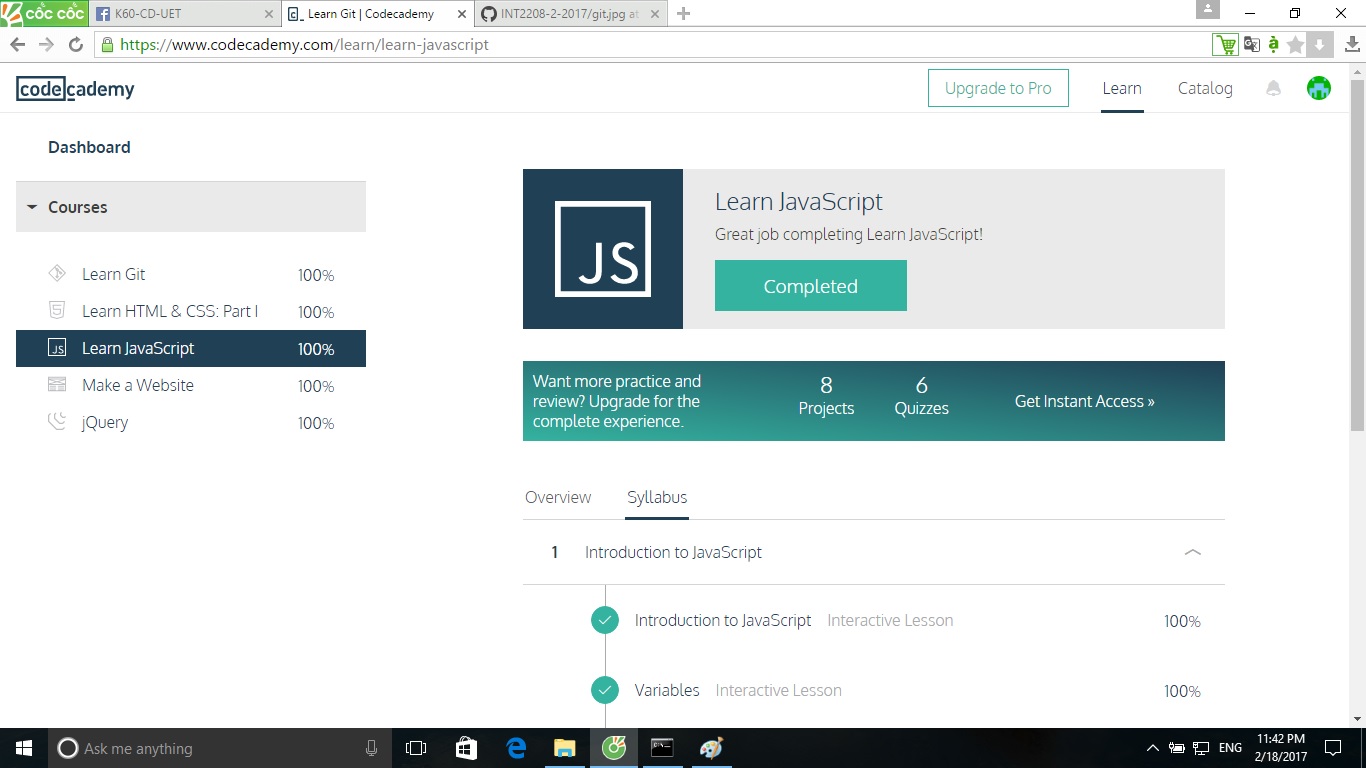 cốc cốc
K60-CD-UET
Learn Git | Codecademy
INT2208-2-2017/git.jpg at
https://www.codecademy.com/learn/learn-javascript
codecademy
Upgrade to Pro
Learn
Catalog
Dashboard
Courses
Learn Git 100%
Learn HTML & CSS: Part I 100%
JS Learn JavaScript 100%
Make a Website 100%
jQuery 100%
JS
Learn JavaScript
Great job completing Learn JavaScript!
Completed
Want more practice and
review? Upgrade for the
complete experience.
8
Projects
6
Quizzes
Get Instant Access »
Overview
Syllabus
1 Introduction to JavaScript
Introduction to JavaScript Interactive Lesson 100%
Variables Interactive Lesson 100%
Ask me anything
ENG
11:42 PM
2/18/2017